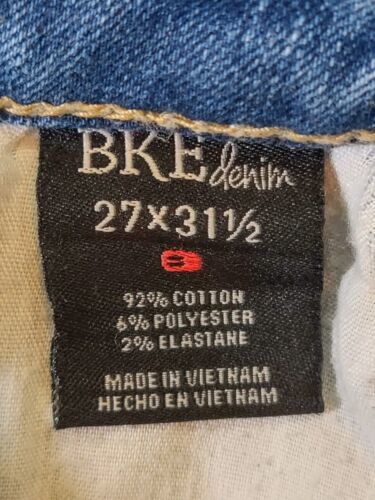 BKE denim
27X31½
8
92% COTTON
6% POLYESTER
2% ELASTANE
MADE IN VIETNAM
HECHO EN VIETNAM